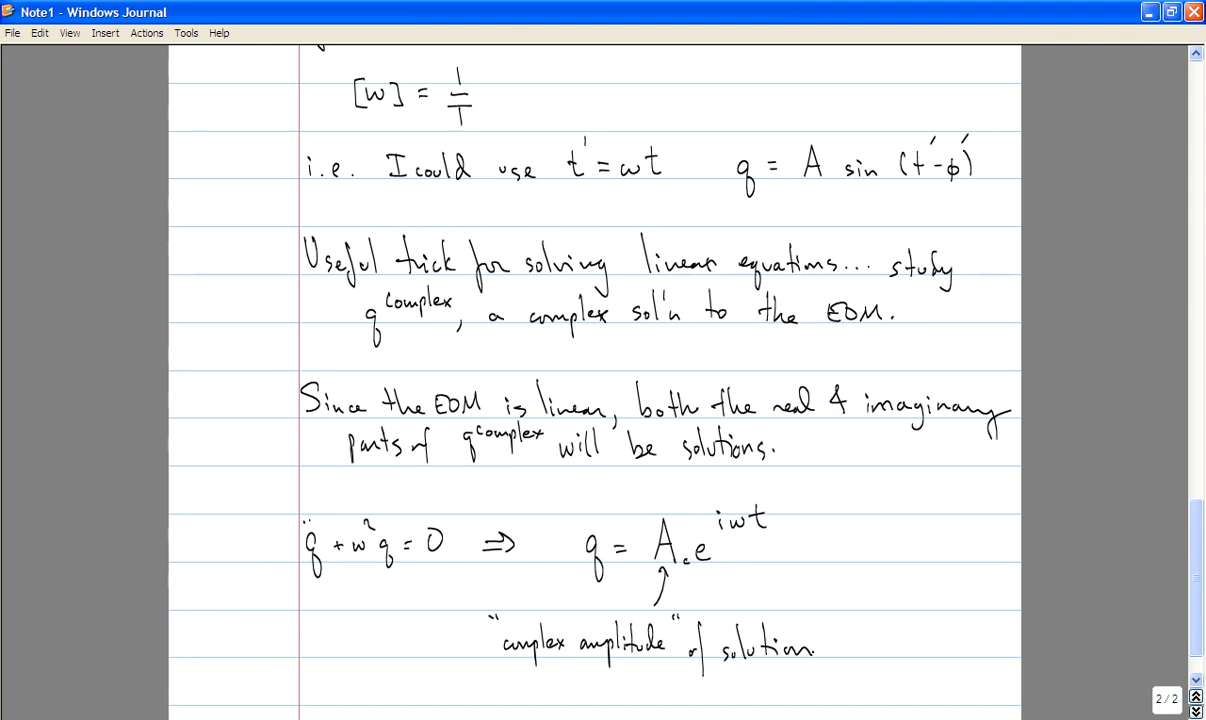 Note1 - Windows Journal
File Edit View Insert Actions Tools Help
[w] = 1/T
i.e. I could use t' = ωt q = A sin (t'-ϕ')
Useful trick for solving linear equations... study
q^complex, a complex sol'n to the EOM.
Since the EOM is linear, both the real & imaginary
parts of q^complex will be solutions.
q̈ + w²q = 0 ⇒ q = A_c e^iwt
"complex amplitude" of solution.
2 / 2